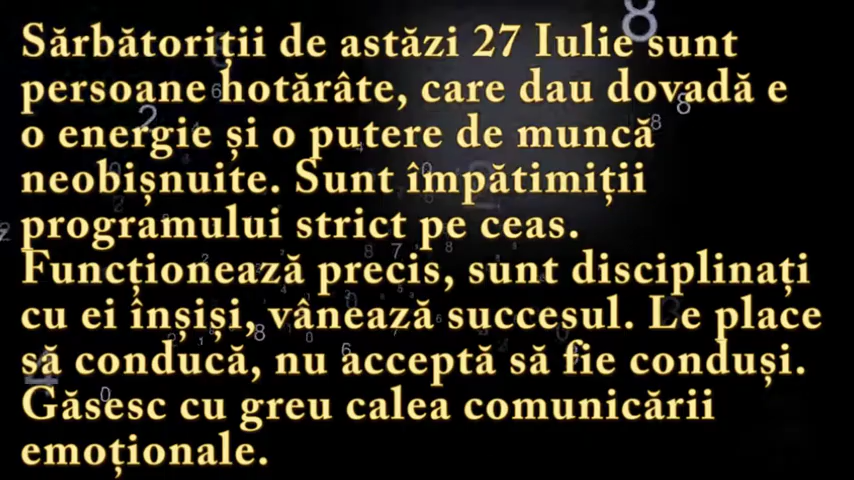 Sărbătoriții de astăzi 27 Iulie sunt
persoane hotărâte, care dau dovadă e
o energie și o putere de muncă
neobișnuite. Sunt împătimiții
programului strict pe ceas.
Funcționează precis, sunt disciplinați
cu ei înșiși, vânează succesul. Le place
să conducă, nu acceptă să fie conduși.
Găsesc cu greu calea comunicării
emoționale.